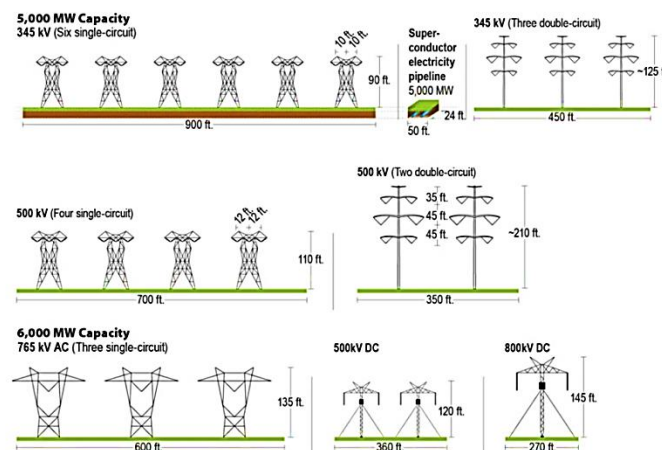 5,000 MW Capacity
345 kV (Six single-circuit)
10 ft.
10 ft.
90 ft.
900 ft.
Super-
conductor
electricity
pipeline
5,000 MW
24 ft.
50 ft.
345 kV (Three double-circuit)
~125 ft
450 ft.
500 kV (Four single-circuit)
12 ft.
12 ft.
110 ft.
700 ft.
500 kV (Two double-circuit)
35 ft.
45 ft.
45 ft.
~210 ft.
350 ft.
6,000 MW Capacity
765 kV AC (Three single-circuit)
135 ft.
600 ft.
500kV DC
120 ft.
360 ft.
800kV DC
145 ft.
270 ft.